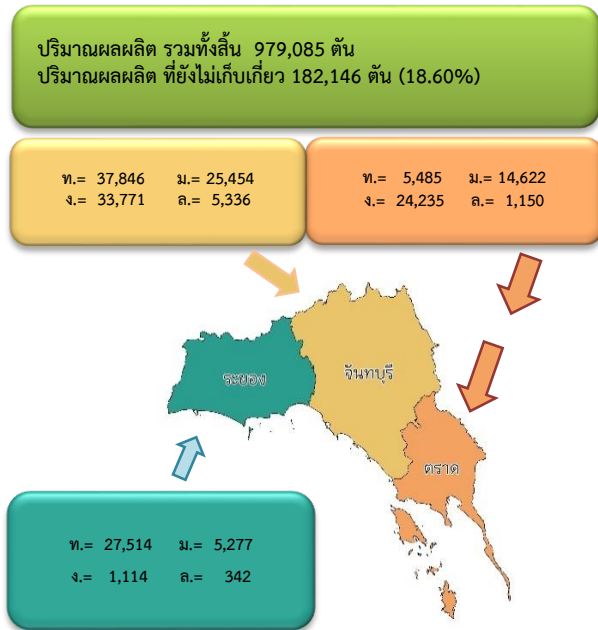 ปริมาณผลผลิต รวมทั้งสิ้น 979,085 ตัน
ปริมาณผลผลิต ที่ยังไม่เก็บเกี่ยว 182,146 ตัน (18.60%)
ท.= 37,846 ม.= 25,454
ง.= 33,771 ล.= 5,336
ท.= 5,485 ม.= 14,622
ง.= 24,235 ล.= 1,150
ระยอง
จันทบุรี
ตราด
ท.= 27,514 ม.= 5,277
ง.= 1,114 ล.= 342